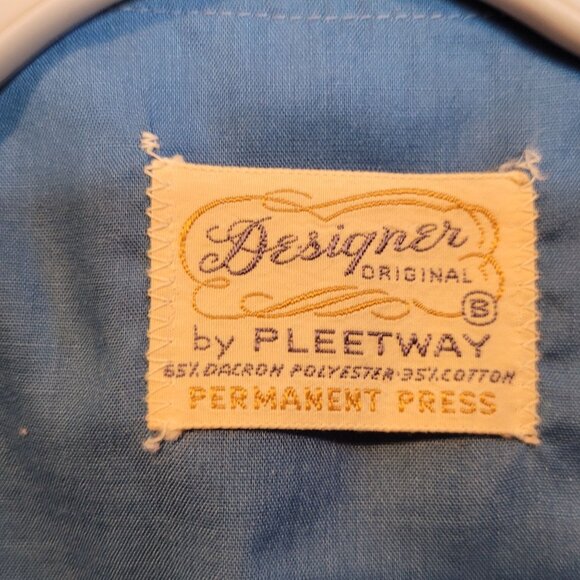 Designer
ORIGINAL
B
by PLEETWAY
65% DACRON POLYESTER·35% COTTON
PERMANENT PRESS